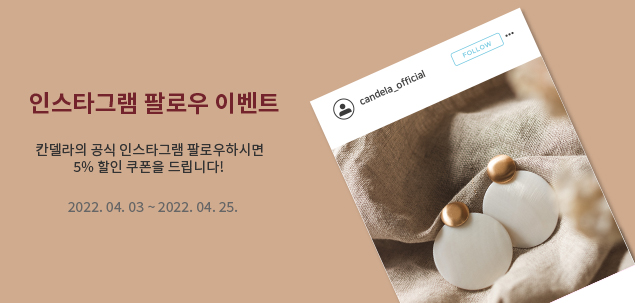 인스타그램 팔로우 이벤트
칸델라의 공식 인스타그램 팔로우하시면
5% 할인 쿠폰을 드립니다!
2022. 04. 03 ~ 2022. 04. 25.
candela_official
FOLLOW